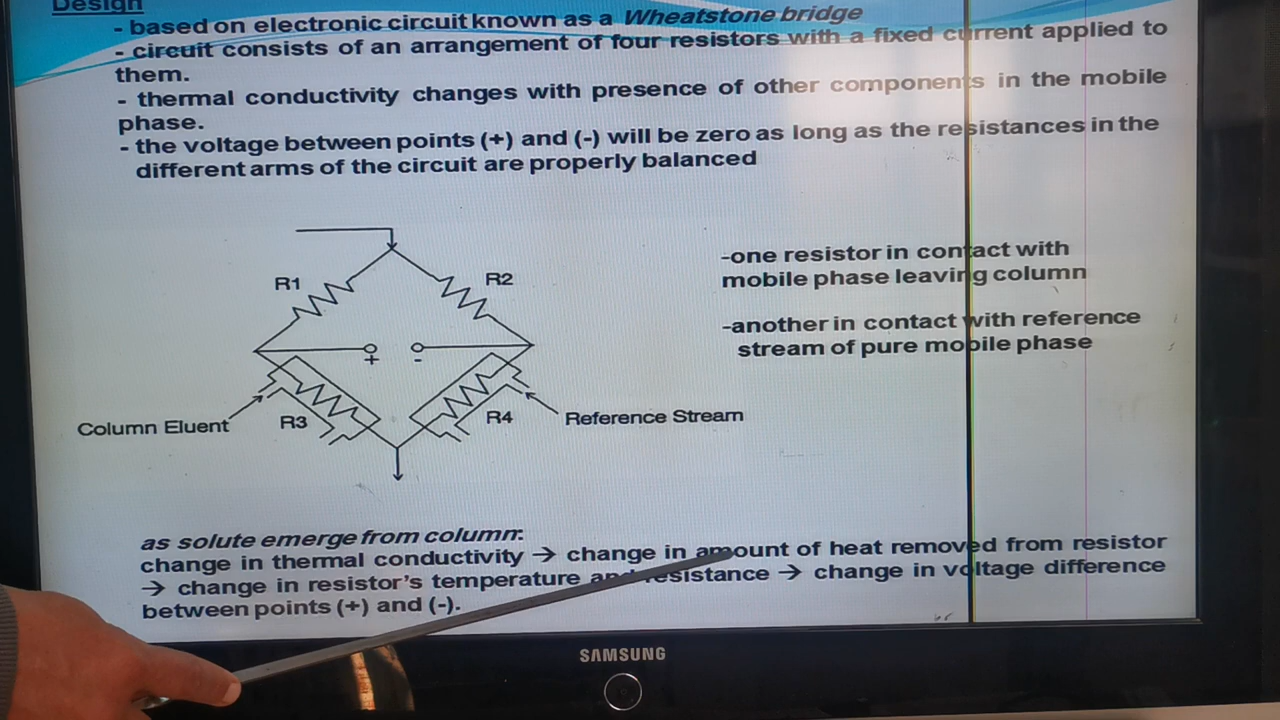 Design
- based on electronic circuit known as a Wheatstone bridge
- circuit consists of an arrangement of four resistors with a fixed current applied to
them.
- thermal conductivity changes with presence of other components in the mobile
phase.
- the voltage between points (+) and (-) will be zero as long as the resistances in the
different arms of the circuit are properly balanced
R1
R2
+
-
R3
R4
Column Eluent
Reference Stream
-one resistor in contact with
mobile phase leaving column
-another in contact with reference
stream of pure mobile phase
as solute emerge from column:
change in thermal conductivity → change in amount of heat removed from resistor
→ change in resistor's temperature and resistance → change in voltage difference
between points (+) and (-).
SAMSUNG